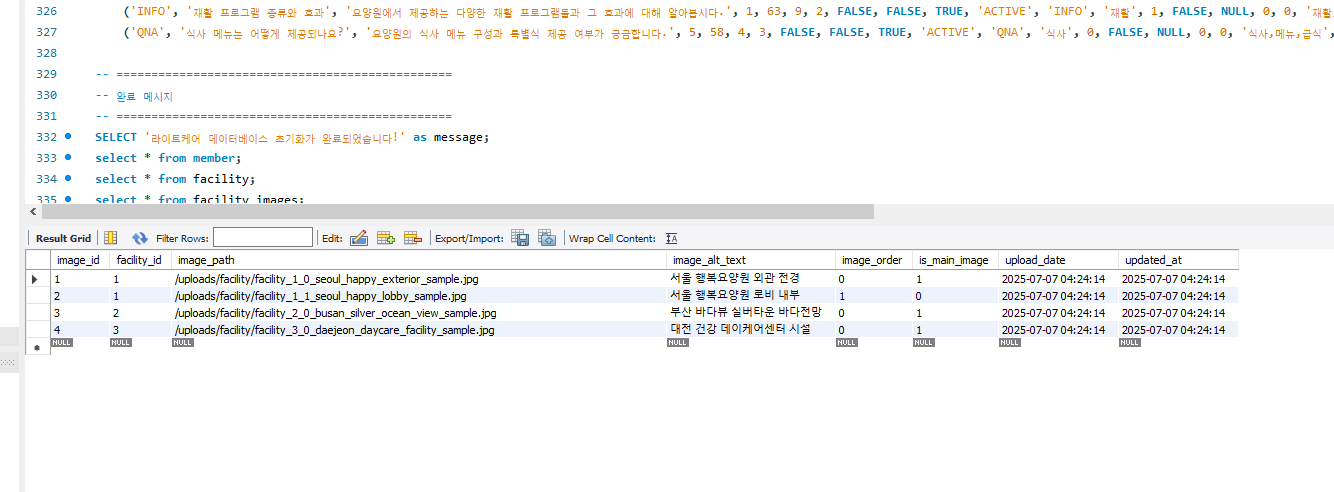 326 ('INFO', '재활 프로그램 종류와 효과', '요양원에서 제공하는 다양한 재활 프로그램들과 그 효과에 대해 알아봅시다.', 1, 63, 9, 2, FALSE, FALSE, TRUE, 'ACTIVE', 'INFO', '재활', 1, FALSE, NULL, 0, 0, '재활
327 ('QNA', '식사 메뉴는 어떻게 제공되나요?', '요양원의 식사 메뉴 구성과 특별식 제공 여부가 궁금합니다.', 5, 58, 4, 3, FALSE, FALSE, TRUE, 'ACTIVE', 'QNA', '식사', 0, FALSE, NULL, 0, 0, '식사,메뉴,급식',
328
329 -- ================================================
330 -- 완료 메시지
331 -- ================================================
332 SELECT '라이트케어 데이터베이스 초기화가 완료되었습니다!' as message;
333 select * from member;
334 select * from facility;
335 select * from facility_images;
Result Grid Filter Rows: Edit: Export/Import: Wrap Cell Content:
image_id facility_id image_path image_alt_text image_order is_main_image upload_date updated_at
1 1 /uploads/facility/facility_1_0_seoul_happy_exterior_sample.jpg 서울 행복요양원 외관 전경 0 1 2025-07-07 04:24:14 2025-07-07 04:24:14
2 1 /uploads/facility/facility_1_1_seoul_happy_lobby_sample.jpg 서울 행복요양원 로비 내부 1 0 2025-07-07 04:24:14 2025-07-07 04:24:14
3 2 /uploads/facility/facility_2_0_busan_silver_ocean_view_sample.jpg 부산 바다뷰 실버타운 바다전망 0 1 2025-07-07 04:24:14 2025-07-07 04:24:14
4 3 /uploads/facility/facility_3_0_daejeon_daycare_facility_sample.jpg 대전 건강 데이케어센터 시설 0 1 2025-07-07 04:24:14 2025-07-07 04:24:14
NULL NULL NULL NULL NULL NULL NULL NULL